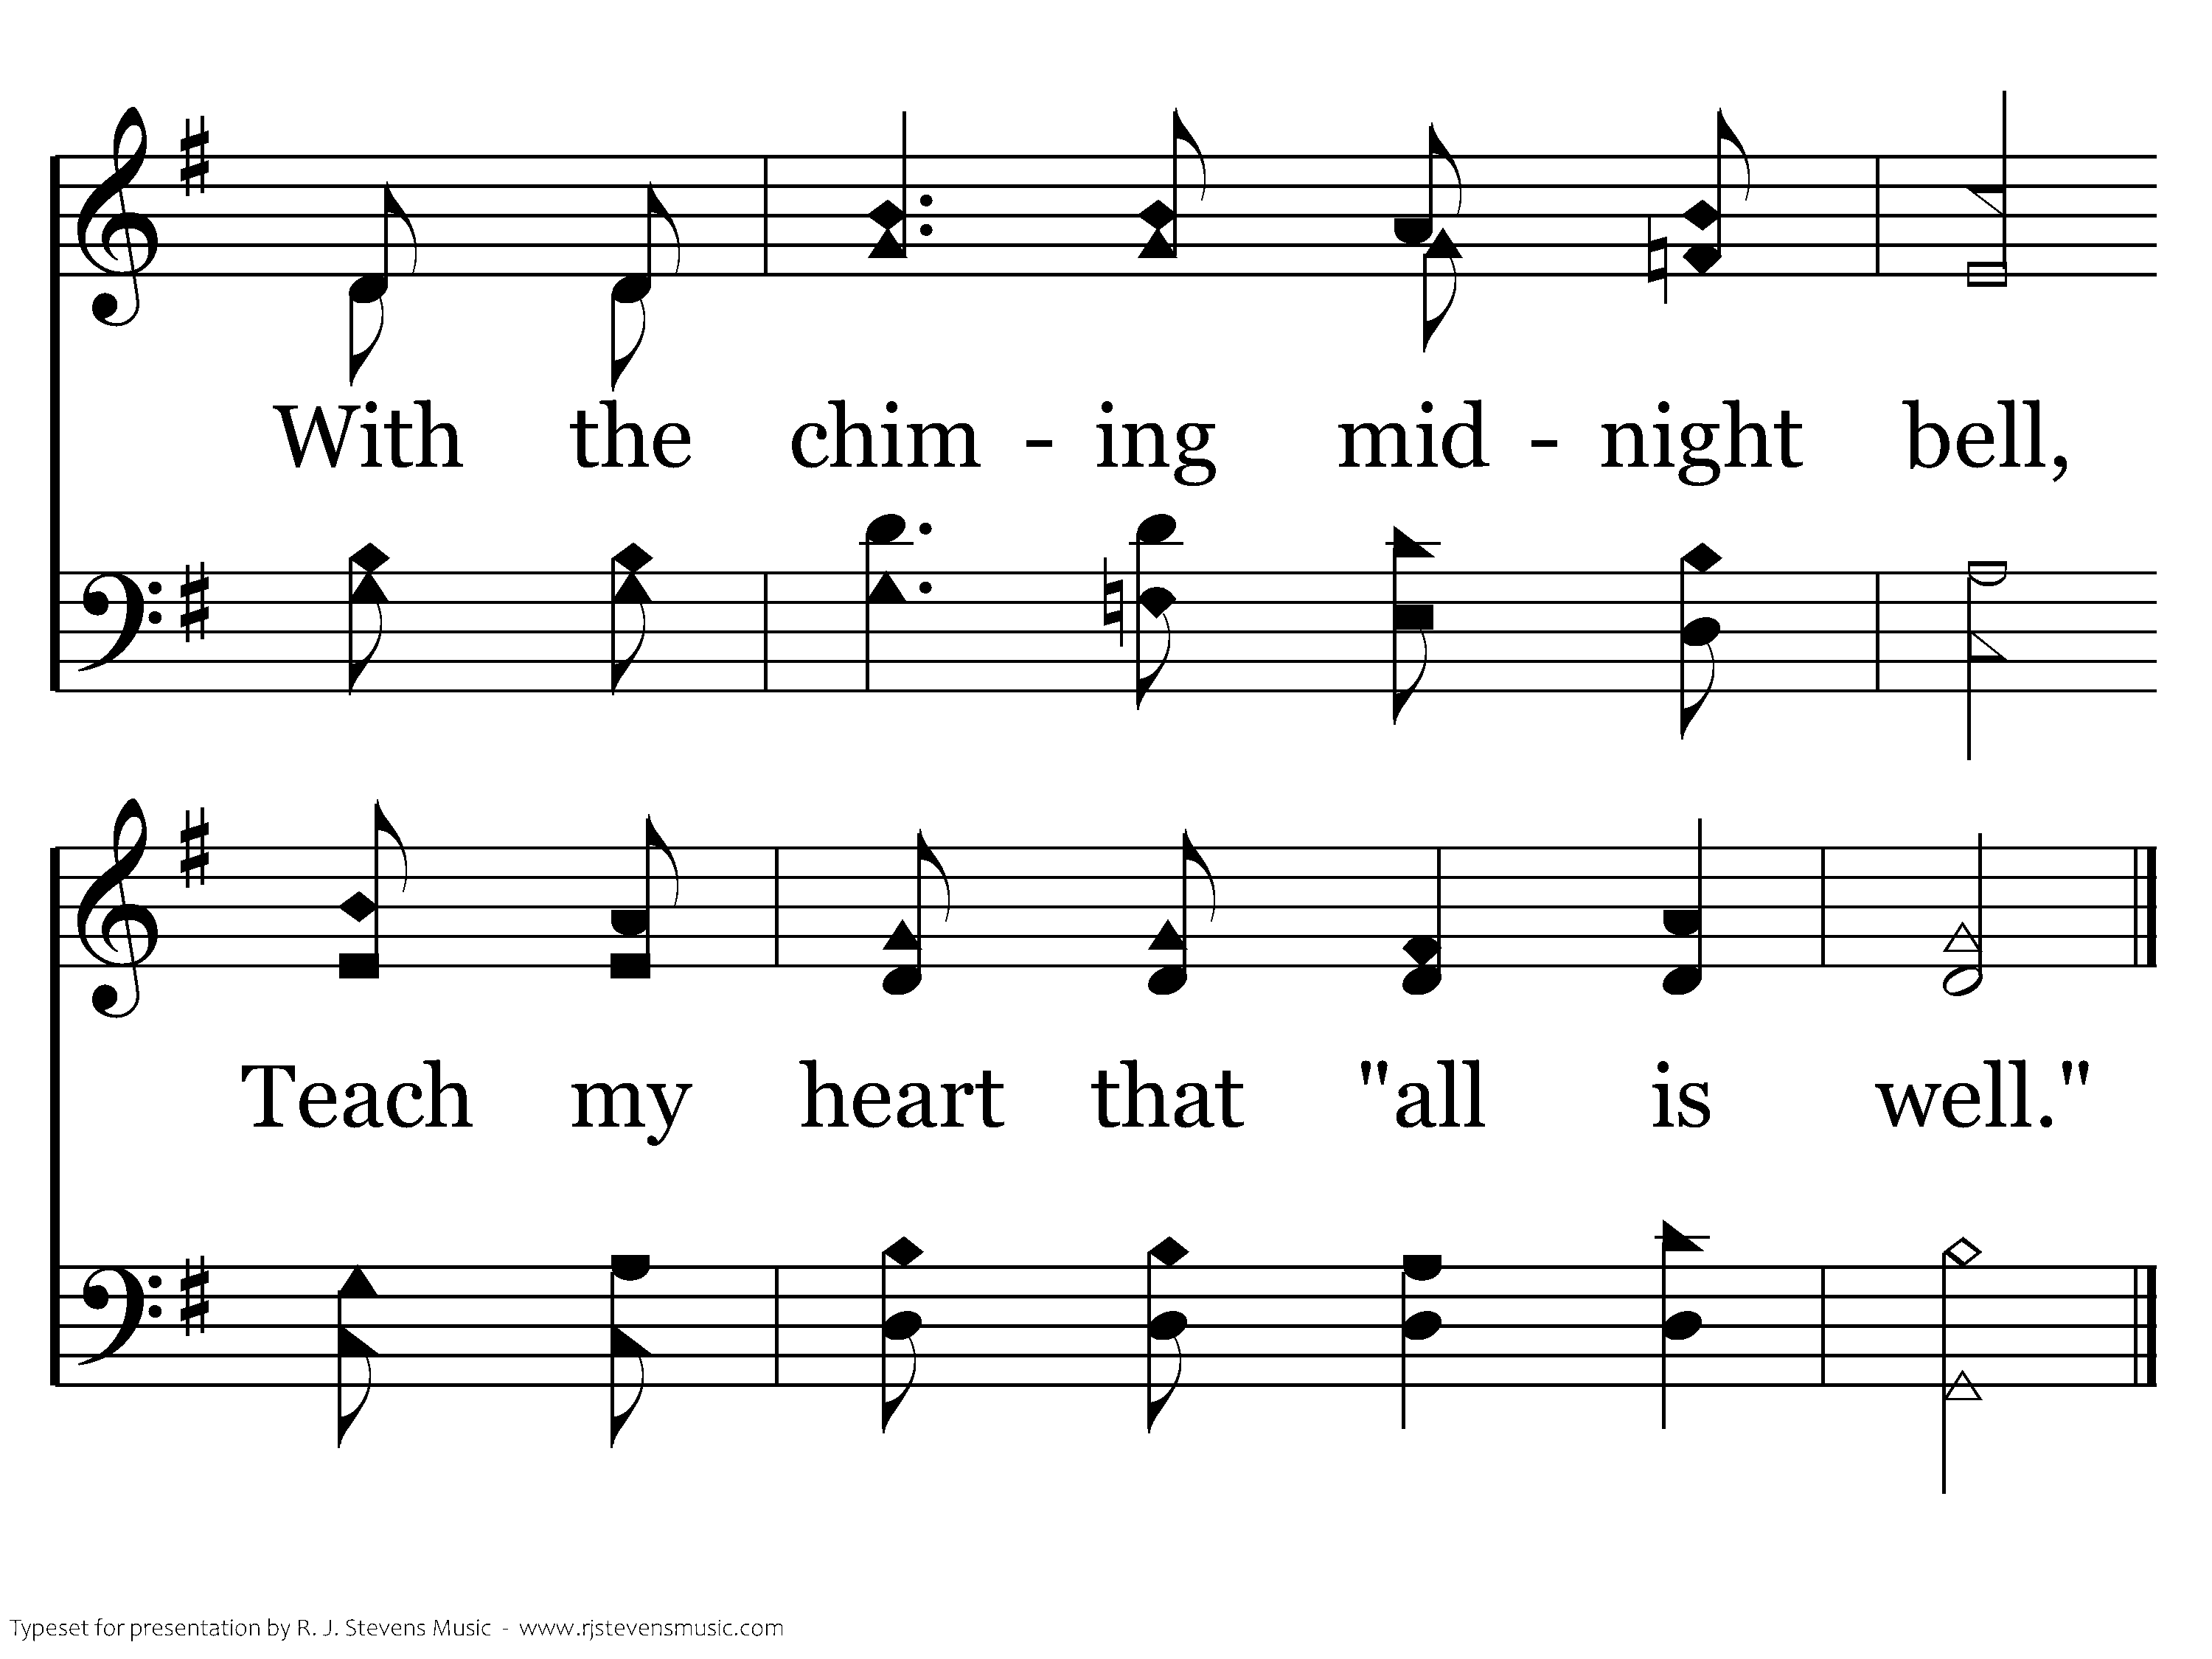 With the chim - ing mid - night bell,
Teach my heart that "all is well."
Typeset for presentation by R. J. Stevens Music - www.rjstevensmusic.com